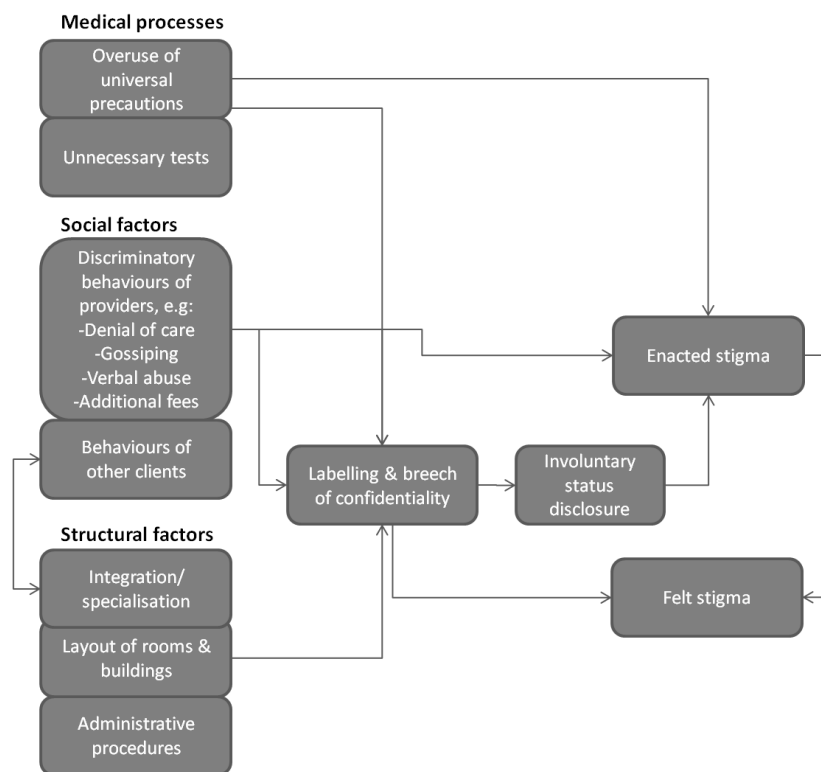 Medical processes
Overuse of
universal
precautions
Unnecessary tests
Social factors
Discriminatory
behaviours of
providers, e.g:
-Denial of care
-Gossiping
-Verbal abuse
-Additional fees
Behaviours of
other clients
Structural factors
Integration/
specialisation
Layout of rooms &
buildings
Administrative
procedures
Labelling & breech
of confidentiality
Involuntary
status
disclosure
Enacted stigma
Felt stigma